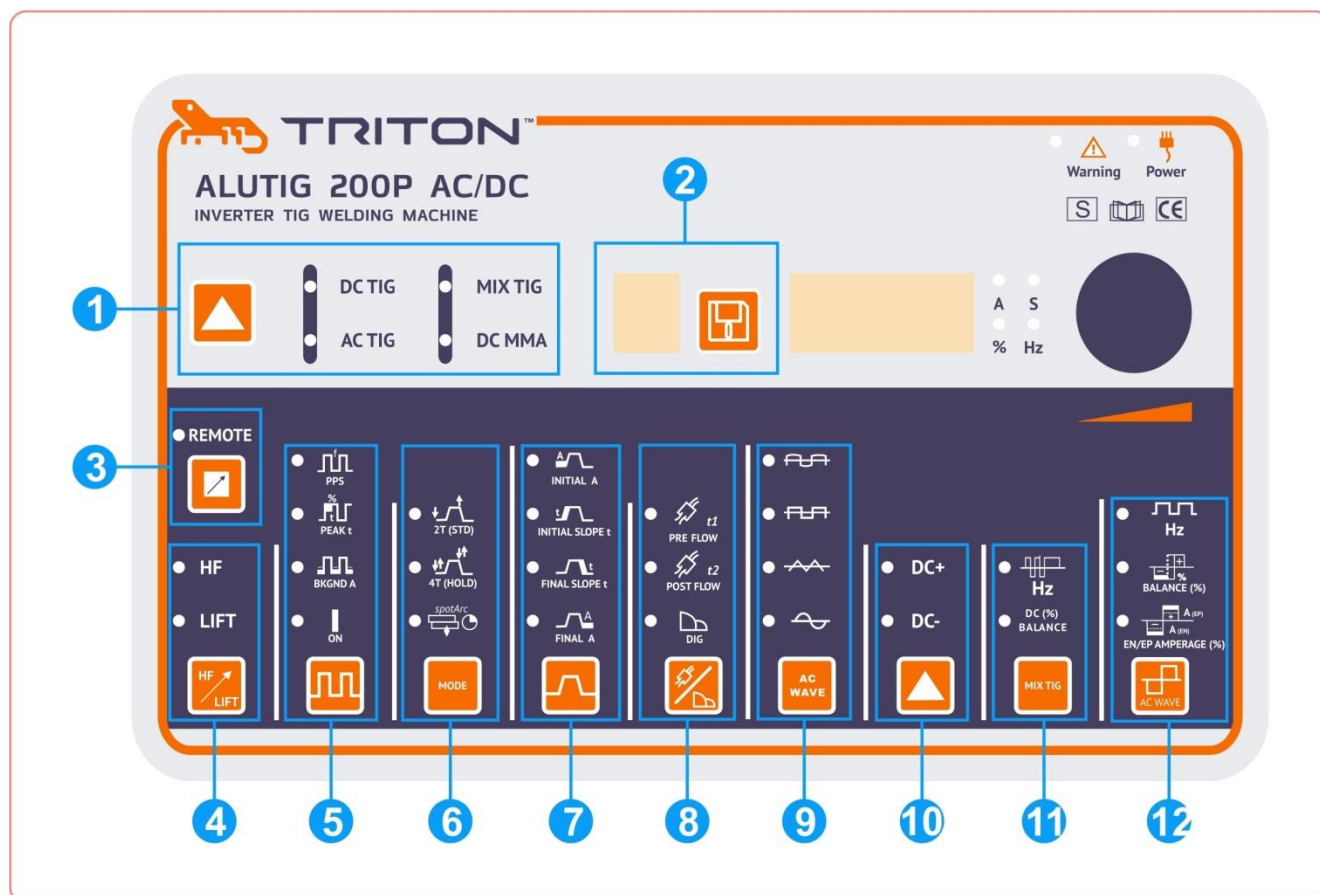 TRITON™
ALUTIG 200P AC/DC
INVERTER TIG WELDING MACHINE
Warning
Power
S
CE
1
DC TIG
AC TIG
MIX TIG
DC MMA
2
A S
% Hz
3
REMOTE
HF
LIFT
HF
LIFT
f
PPS
%
t
PEAK t
BKGND A
ON
2T (STD)
4T (HOLD)
spotArc
MODE
A
INITIAL A
t
INITIAL SLOPE t
t
FINAL SLOPE t
A
FINAL A
t1
PRE FLOW
t2
POST FLOW
DIG
AC
WAVE
DC+
DC-
Hz
DC (%)
BALANCE
MIX TIG
Hz
+
-
%
BALANCE (%)
+ A (EP)
- A (EN)
EN/EP AMPERAGE (%)
AC WAVE
4
5
6
7
8
9
10
11
12